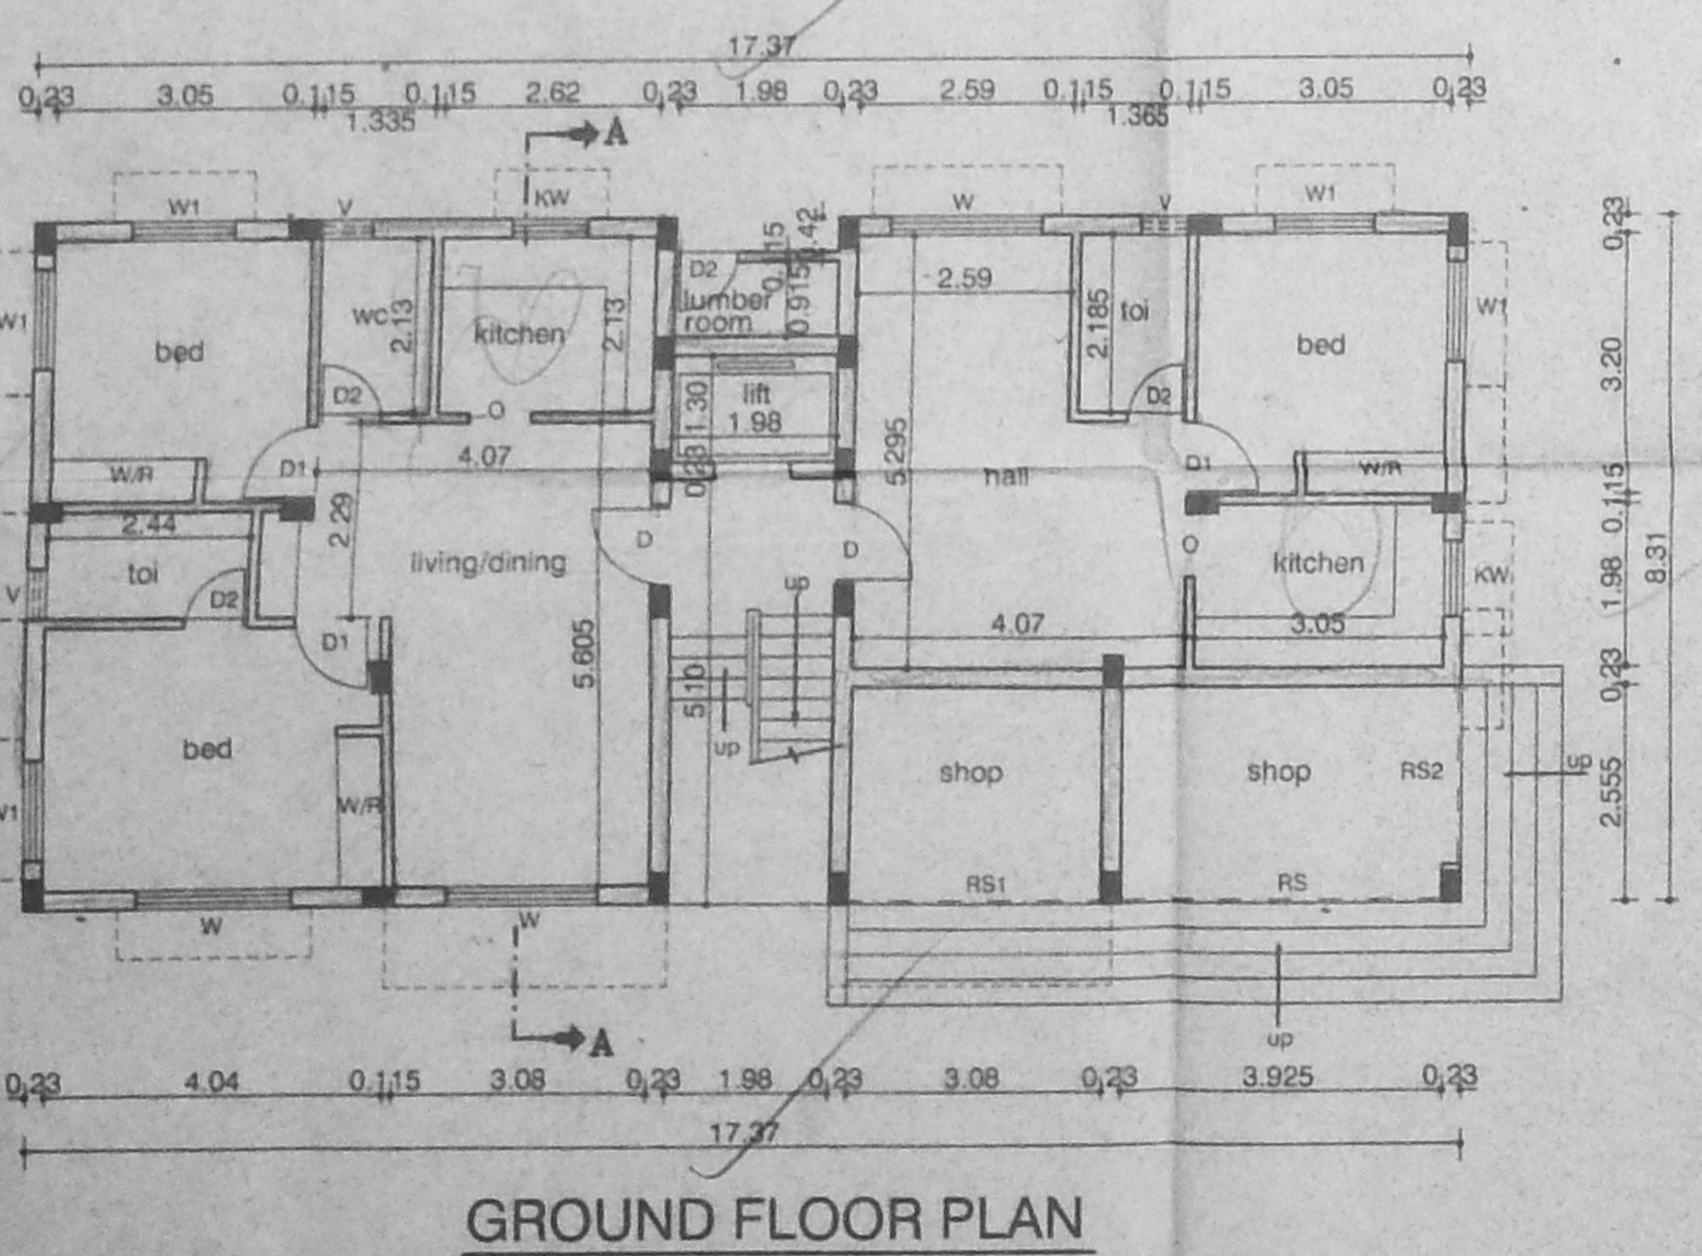 17.37
0.23 3.05 0.115 0.115 2.62 0.23 1.98 0.23 2.59 0.115 0.115 3.05 0.23
1.335 1.365
A
W1 V KW W V W1
0.23
D2 0.115 0.42
2.59
W1 wc 2.13 kitchen 2.13 lumber 0.915 2.185 toi W1
room
bed bed 3.20
D2 O lift 1.30 D2
1.98
W/R D1 4.07 0.23 5.295 hall D1 W/R
2.44 2.29 0.115
toi living/dining D D O kitchen KW 1.98 8.31
V D2 up
D1 5.605 4.07 3.05
5.10 0.23
bed up shop shop RS2 up
W1 W/R 2.555
RS1 RS
W W
A up
0.23 4.04 0.115 3.08 0.23 1.98 0.23 3.08 0.23 3.925 0.23
17.37
GROUND FLOOR PLAN